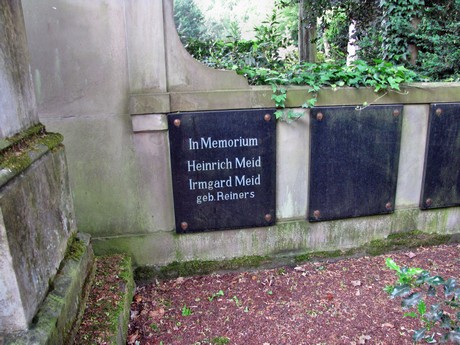 In Memorium
Heinrich Meid
Irmgard Meid
geb. Reiners